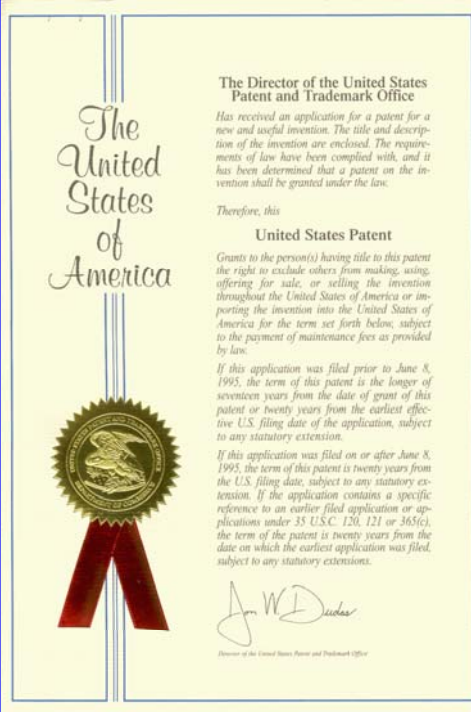 The
United
States
of
America
The Director of the United States
Patent and Trademark Office
Has received an application for a patent for a
new and useful invention. The title and descrip-
tion of the invention are enclosed. The require-
ments of law have been complied with, and it
has been determined that a patent on the in-
vention shall be granted under the law.
Therefore, this
United States Patent
Grants to the person(s) having title to this patent
the right to exclude others from making, using,
offering for sale, or selling the invention
throughout the United States of America or im-
porting the invention into the United States of
America for the term set forth below, subject
to the payment of maintenance fees as provided
by law.
If this application was filed prior to June 8,
1995, the term of this patent is the longer of
seventeen years from the date of grant of this
patent or twenty years from the earliest effec-
tive U.S. filing date of the application, subject
to any statutory extension.
If this application was filed on or after June 8,
1995, the term of this patent is twenty years from
the U.S. filing date, subject to any statutory ex-
tension. If the application contains a specific
reference to an earlier filed application or ap-
plications under 35 U.S.C. 120, 121 or 365(c),
the term of the patent is twenty years from the
date on which the earliest application was filed,
subject to any statutory extensions.
Jon W Dudas
Director of the United States Patent and Trademark Office